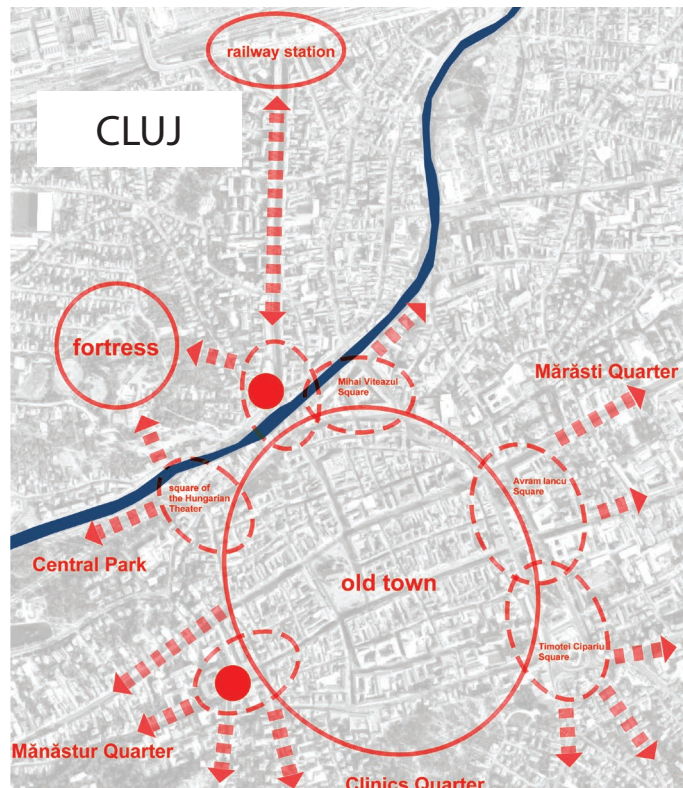 railway station
CLUJ
fortress
Mihai Viteazul
Square
Mărăsti Quarter
square of
the Hungarian
Theater
Avram Iancu
Square
Central Park
old town
Timotei Cipariu
Square
Mănăstur Quarter
Clinics Quarter